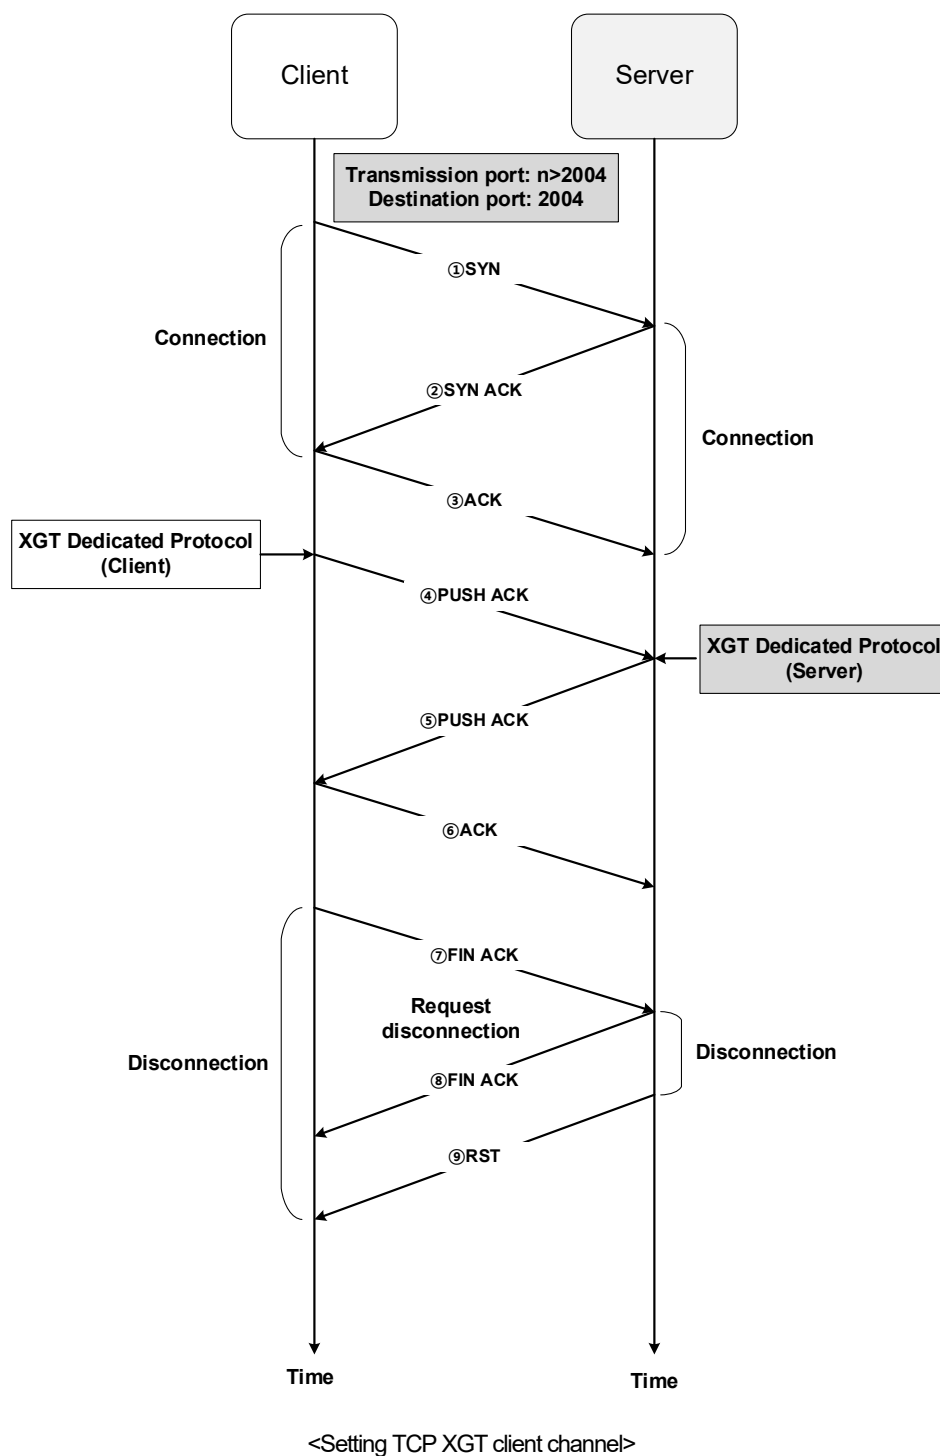 Client
Server
Transmission port: n>2004
Destination port: 2004
①SYN
Connection
②SYN ACK
Connection
③ACK
XGT Dedicated Protocol
(Client)
④PUSH ACK
XGT Dedicated Protocol
(Server)
⑤PUSH ACK
⑥ACK
⑦FIN ACK
Request
disconnection
Disconnection
Disconnection
⑧FIN ACK
⑨RST
Time
Time
<Setting TCP XGT client channel>